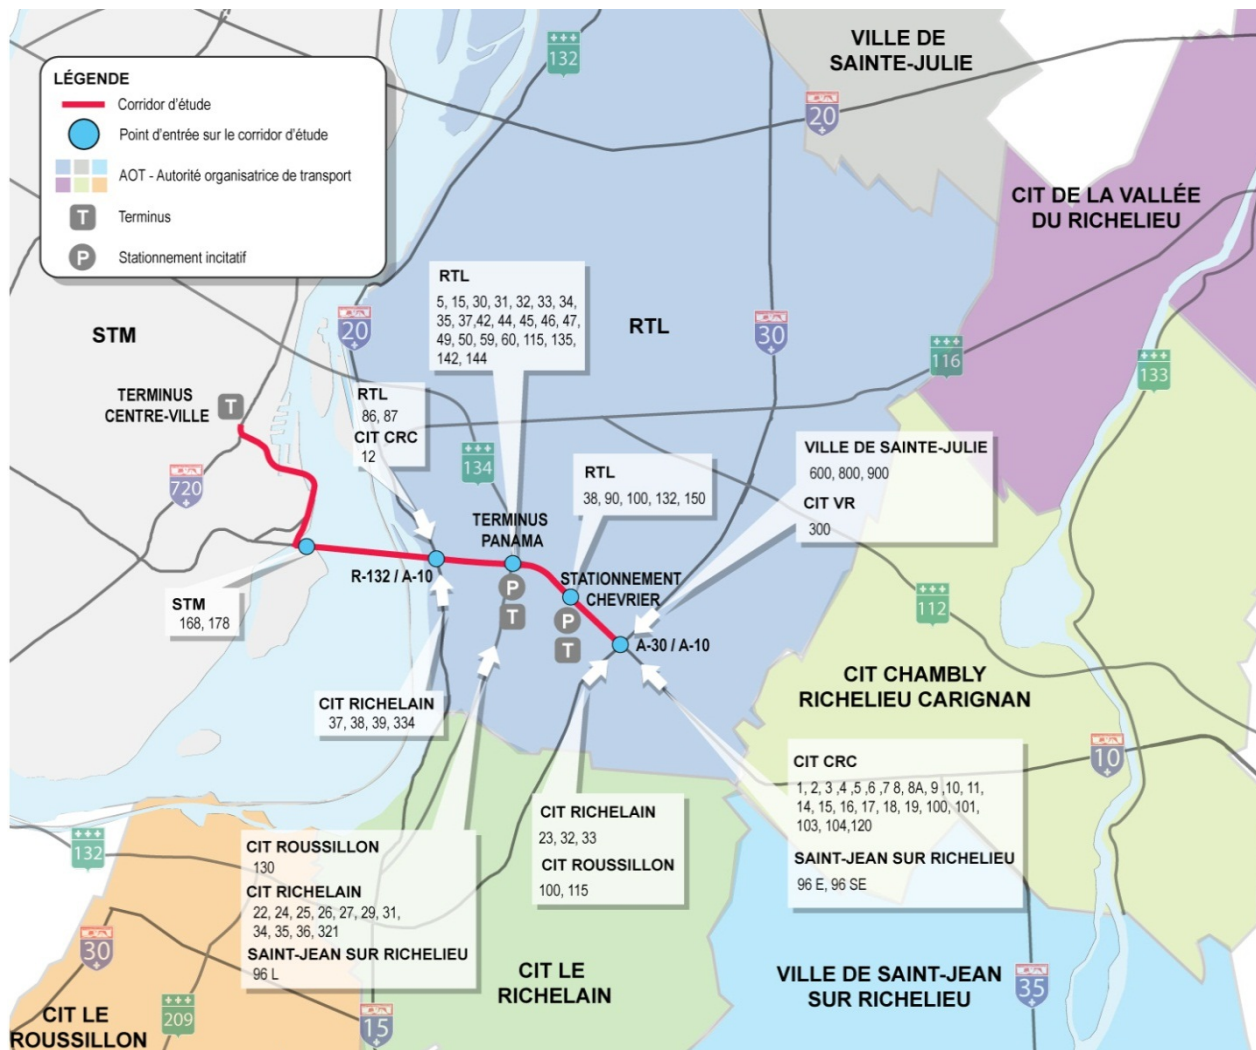 LÉGENDE
Corridor d'étude
Point d'entrée sur le corridor d'étude
AOT - Autorité organisatrice de transport
T
Terminus
P
Stationnement incitatif
132
VILLE DE
SAINTE-JULIE
20
CIT DE LA VALLÉE
DU RICHELIEU
RTL
5, 15, 30, 31, 32, 33, 34,
35, 37,42, 44, 45, 46, 47,
49, 50, 59, 60, 115, 135,
142, 144
STM
20
RTL
30
116
133
TERMINUS
CENTRE-VILLE
T
RTL
86, 87
CIT CRC
12
720
134
RTL
38, 90, 100, 132, 150
VILLE DE SAINTE-JULIE
600, 800, 900
CIT VR
300
TERMINUS
PANAMA
R-132 / A-10
P
T
STATIONNEMENT
CHEVRIER
P
T
A-30 / A-10
STM
168, 178
112
CIT CHAMBLY
RICHELIEU CARIGNAN
CIT RICHELAIN
37, 38, 39, 334
10
CIT CRC
1, 2, 3 ,4 ,5 ,6 ,7 8, 8A, 9 ,10, 11,
14, 15, 16, 17, 18, 19, 100, 101,
103, 104,120
SAINT-JEAN SUR RICHELIEU
96 E, 96 SE
CIT RICHELAIN
23, 32, 33
CIT ROUSSILLON
100, 115
132
CIT ROUSSILLON
130
CIT RICHELAIN
22, 24, 25, 26, 27, 29, 31,
34, 35, 36, 321
SAINT-JEAN SUR RICHELIEU
96 L
30
CIT LE
RICHELAIN
VILLE DE SAINT-JEAN
SUR RICHELIEU
35
209
15
CIT LE
ROUSSILLON